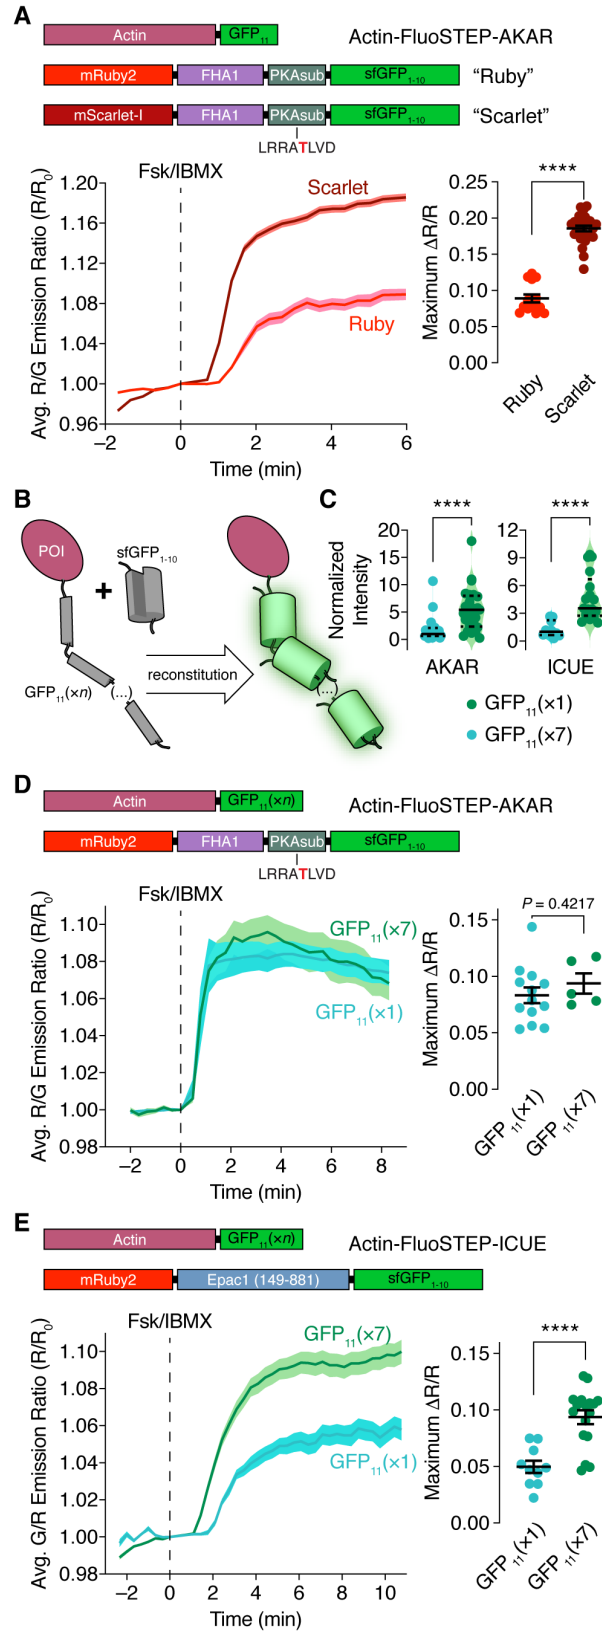 A
Actin GFP11 Actin-FluoSTEP-AKAR
mRuby2 FHA1 PKAsub sfGFP1-10 “Ruby”
mScarlet-I FHA1 PKAsub sfGFP1-10 “Scarlet”
LRRATLVD
Fsk/IBMX
Avg. R/G Emission Ratio (R/R0)
1.20
1.16
1.12
1.08
1.04
1.00
0.96
Scarlet
Ruby
−2 0 2 4 6
Time (min)
Maximum ΔR/R
****
0.25
0.20
0.15
0.10
0.05
0.00
Ruby
Scarlet
B
POI
sfGFP1-10
+
GFP11(×n)
(...)
reconstitution
(...)
C
Normalized
Intensity
****
20
15
10
5
0
AKAR
****
12
9
6
3
0
ICUE
GFP11(×1)
GFP11(×7)
D
Actin GFP11(×n) Actin-FluoSTEP-AKAR
mRuby2 FHA1 PKAsub sfGFP1-10
LRRATLVD
Fsk/IBMX
Avg. R/G Emission Ratio (R/R0)
1.10
1.08
1.06
1.04
1.02
1.00
0.98
GFP11(×7)
GFP11(×1)
−2 0 2 4 6 8
Time (min)
Maximum ΔR/R
P = 0.4217
0.15
0.10
0.05
0.00
GFP11(×1)
GFP11(×7)
E
Actin GFP11(×n) Actin-FluoSTEP-ICUE
mRuby2 Epac1 (149-881) sfGFP1-10
Fsk/IBMX
Avg. G/R Emission Ratio (R/R0)
1.10
1.08
1.06
1.04
1.02
1.00
0.98
GFP11(×7)
GFP11(×1)
−2 0 2 4 6 8 10
Time (min)
Maximum ΔR/R
****
0.15
0.10
0.05
0.00
GFP11(×1)
GFP11(×7)